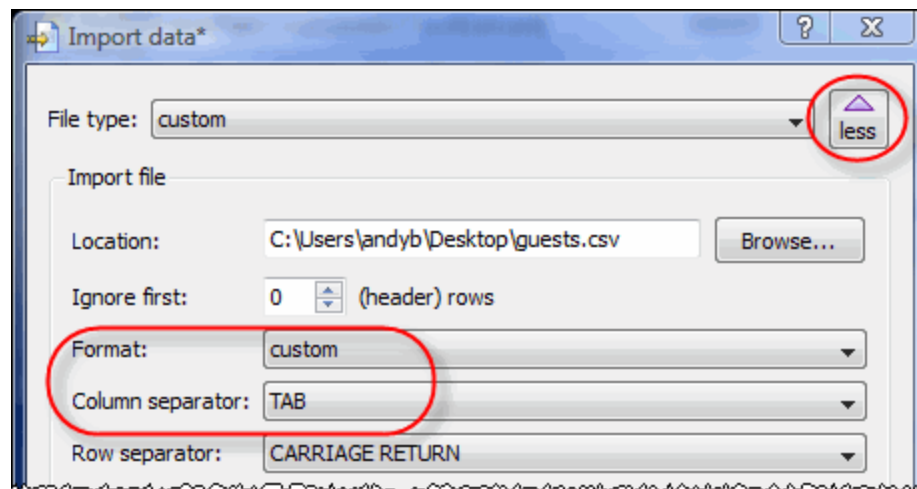 Import data*
File type: custom less
Import file
Location: C:\Users\andyb\Desktop\guests.csv Browse...
Ignore first: 0 (header) rows
Format: custom
Column separator: TAB
Row separator: CARRIAGE RETURN